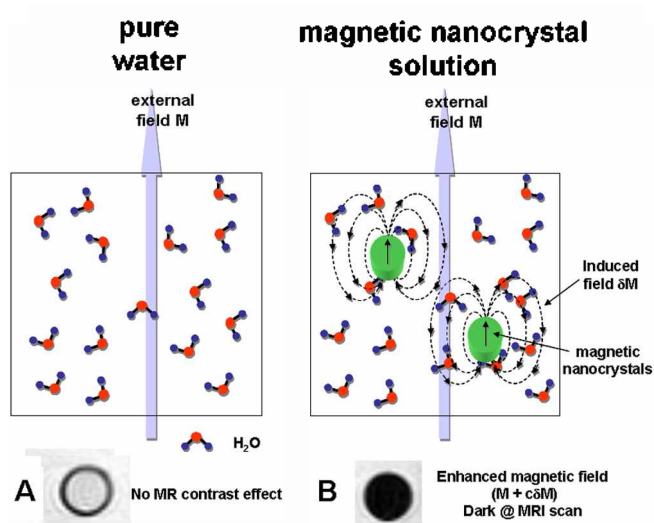 pure
water
external
field M
H₂O
A
No MR contrast effect
magnetic nanocrystal
solution
external
field M
Induced
field δM
magnetic
nanocrystals
B
Enhanced magnetic field
(M + cδM)
Dark @ MRI scan